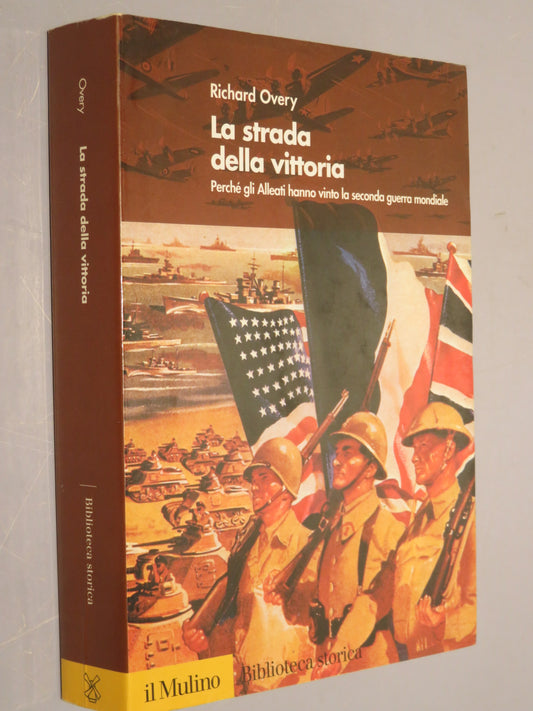 Overy
La strada della vittoria
Biblioteca storica
Richard Overy
La strada
della vittoria
Perché gli Alleati hanno vinto la seconda guerra mondiale
il Mulino
Biblioteca storica